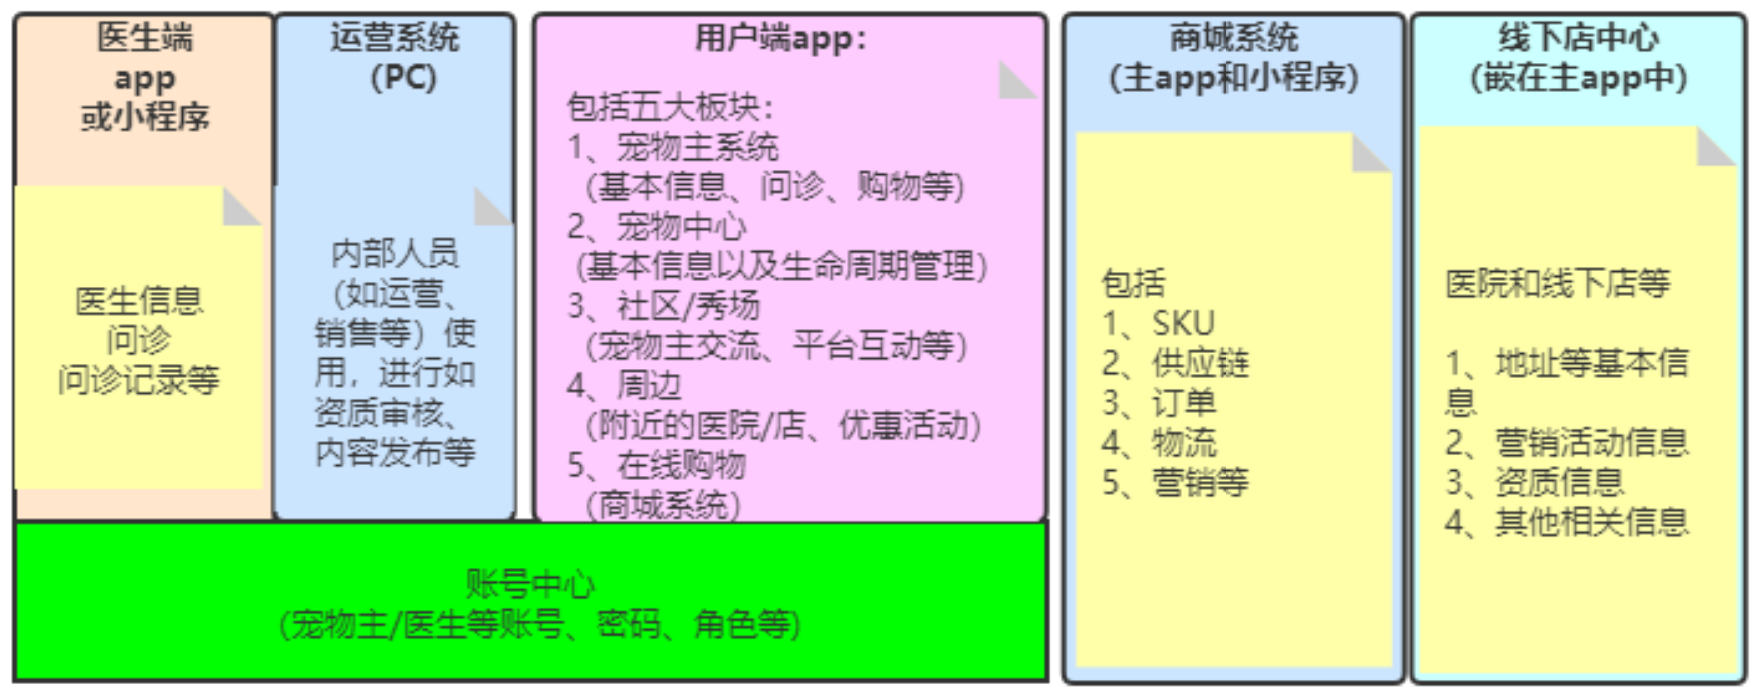 医生端
app
或小程序
医生信息
问诊
问诊记录等
运营系统
（PC）
内部人员
（如运营、
销售等）使
用，进行如
资质审核、
内容发布等
用户端app：
包括五大板块：
1、宠物主系统
（基本信息、问诊、购物等）
2、宠物中心
（基本信息以及生命周期管理）
3、社区/秀场
（宠物主交流、平台互动等）
4、周边
（附近的医院/店、优惠活动）
5、在线购物
（商城系统）
账号中心
（宠物主/医生等账号、密码、角色等）
商城系统
（主app和小程序）
包括
1、SKU
2、供应链
3、订单
4、物流
5、营销等
线下店中心
（嵌在主app中）
医院和线下店等
1、地址等基本信
息
2、营销活动信息
3、资质信息
4、其他相关信息